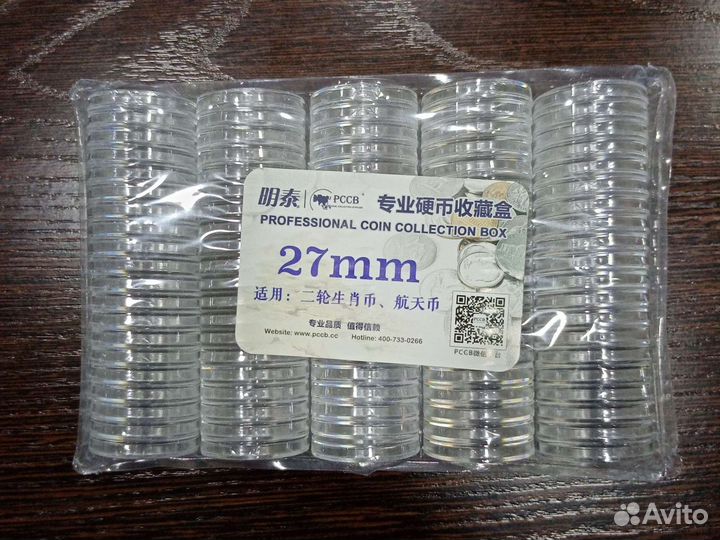 明泰 PCCB 专业硬币收藏盒
PROFESSIONAL COIN COLLECTION BOX
27mm
适用：二轮生肖币、航天币
专业品质 值得信赖
Website: www.pccb.cc Hotline: 400-733-0266
PCCB微信
Avito